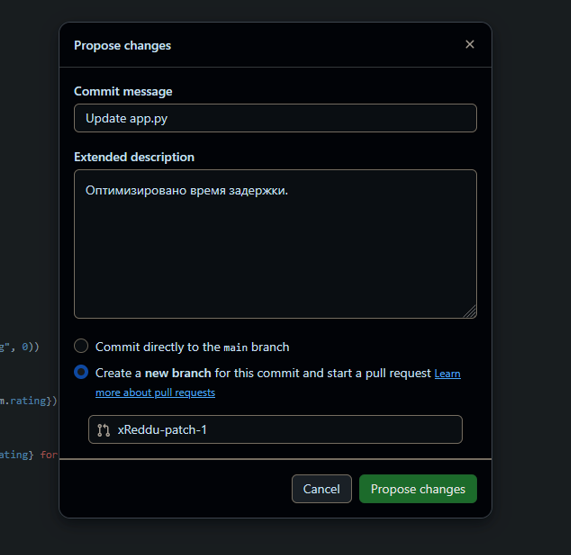 Propose changes
Commit message
Update app.py
Extended description
Оптимизировано время задержки.
g", 0))
Commit directly to the main branch
Create a new branch for this commit and start a pull request Learn
m.rating})
more about pull requests
xReddu-patch-1
ating} for
Cancel
Propose changes